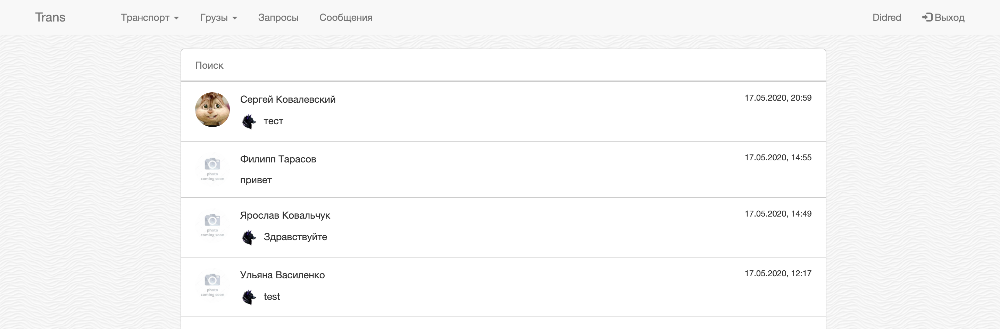 Trans Транспорт Грузы Запросы Сообщения Didred Выход
Поиск
Сергей Ковалевский 17.05.2020, 20:59
тест
Филипп Тарасов 17.05.2020, 14:55
photo
coming soon
привет
Ярослав Ковальчук 17.05.2020, 14:49
photo
coming soon
Здравствуйте
Ульяна Василенко 17.05.2020, 12:17
photo
coming soon
test